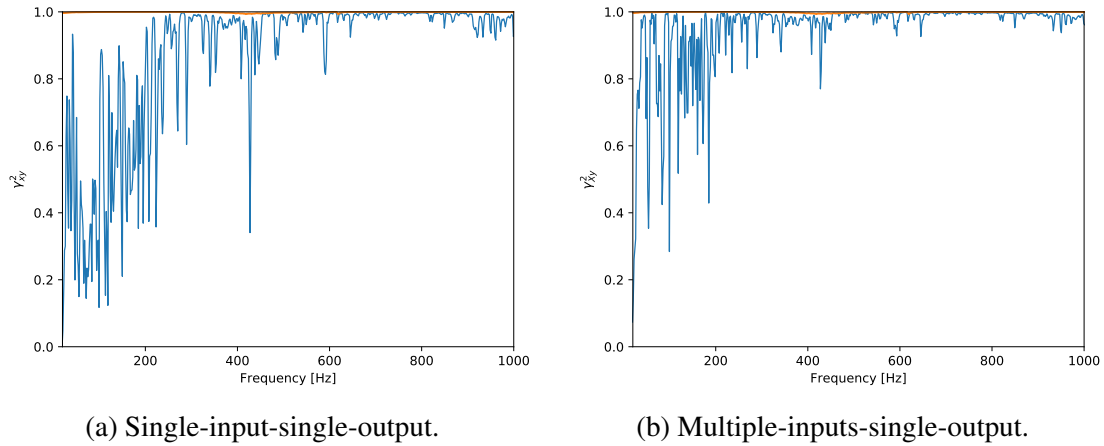 1.0
0.8
0.6
0.4
0.2
0.0
γ²xy
200 400 600 800 1000
Frequency [Hz]
(a) Single-input-single-output.
1.0
0.8
0.6
0.4
0.2
0.0
γ²xy
200 400 600 800 1000
Frequency [Hz]
(b) Multiple-inputs-single-output.